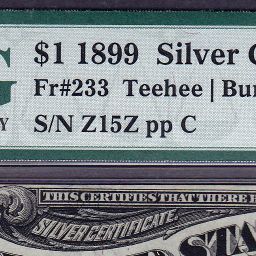 $1 1899 Silver C
Fr#233 Teehee | Bur
S/N Z15Z pp C
THIS CERTIFIES THAT THERE
SILVER CERTIFICATE.